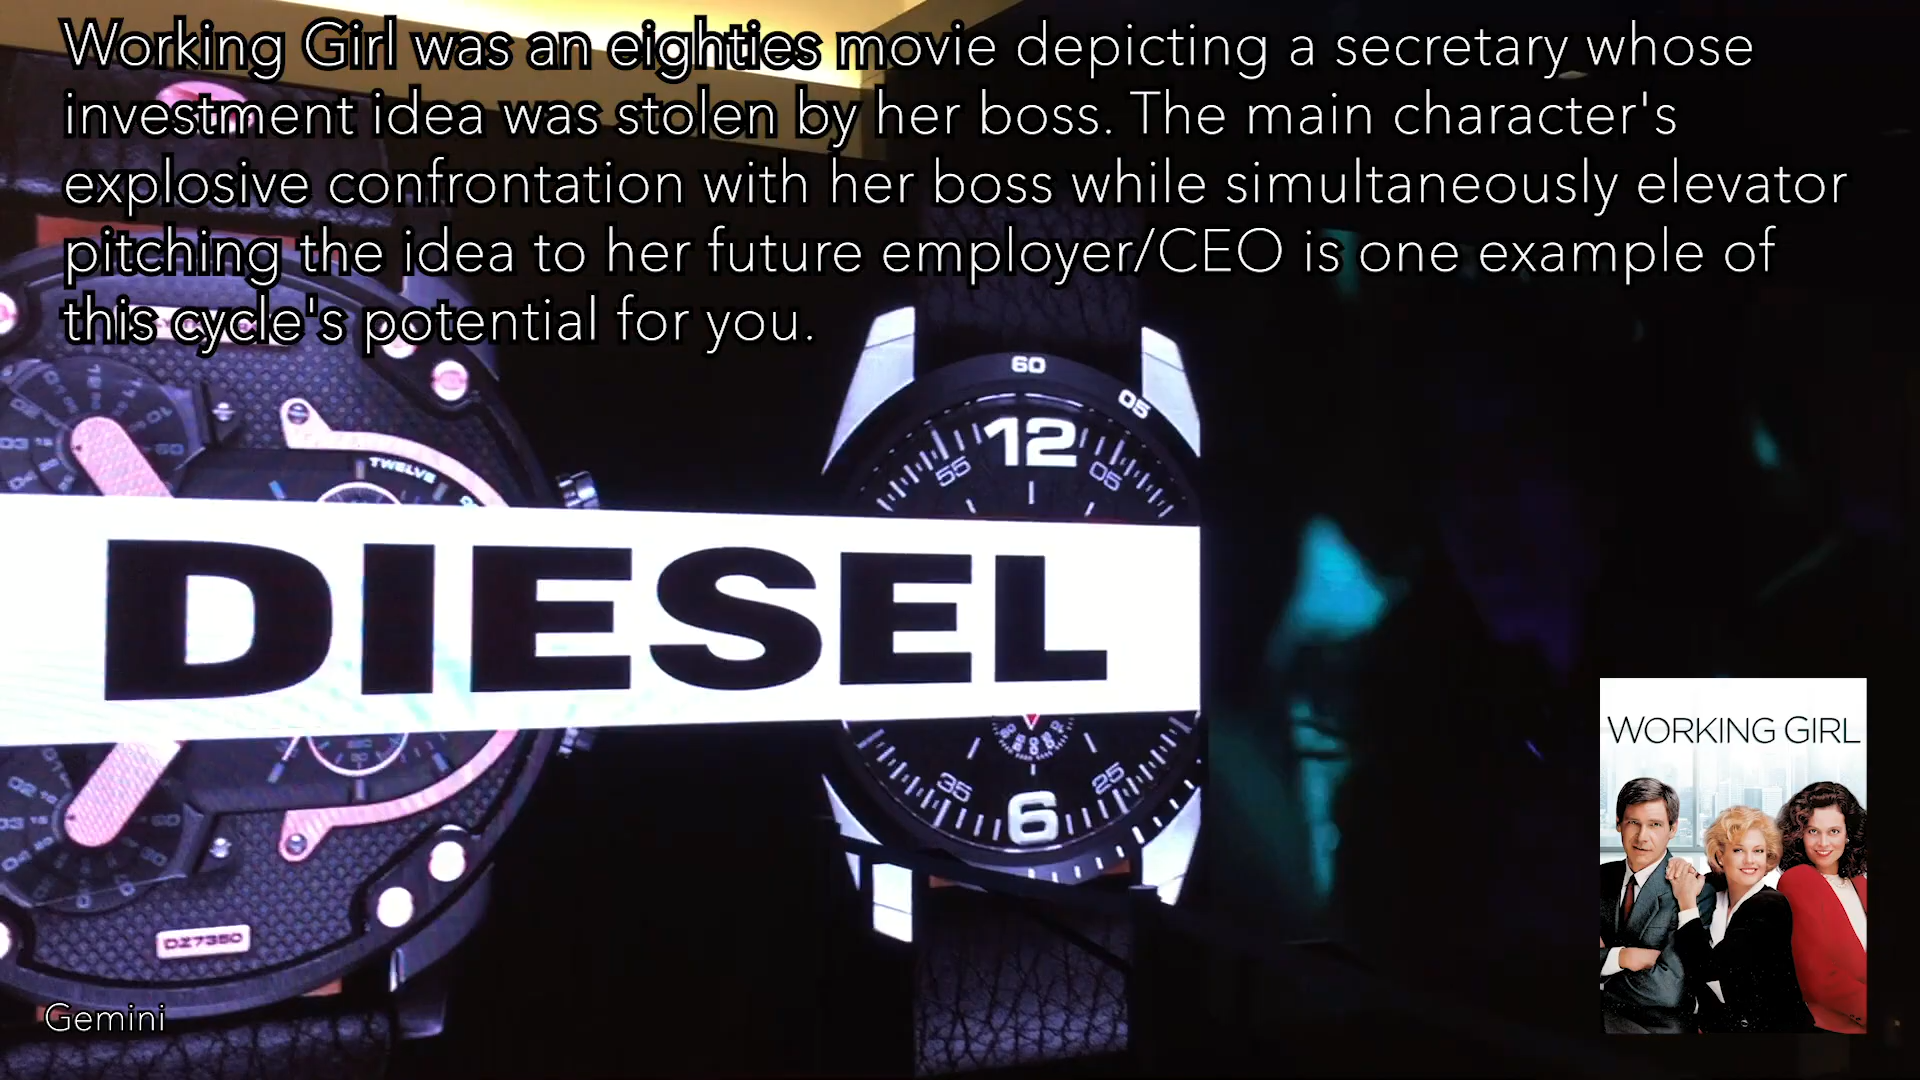 Working Girl was an eighties movie depicting a secretary whose
investment idea was stolen by her boss. The main character's
explosive confrontation with her boss while simultaneously elevator
pitching the idea to her future employer/CEO is one example of
this cycle's potential for you.
60
05
12
55
05
TWELVE
DIESEL
35
25
6
DZ7350
WORKING GIRL
Gemini